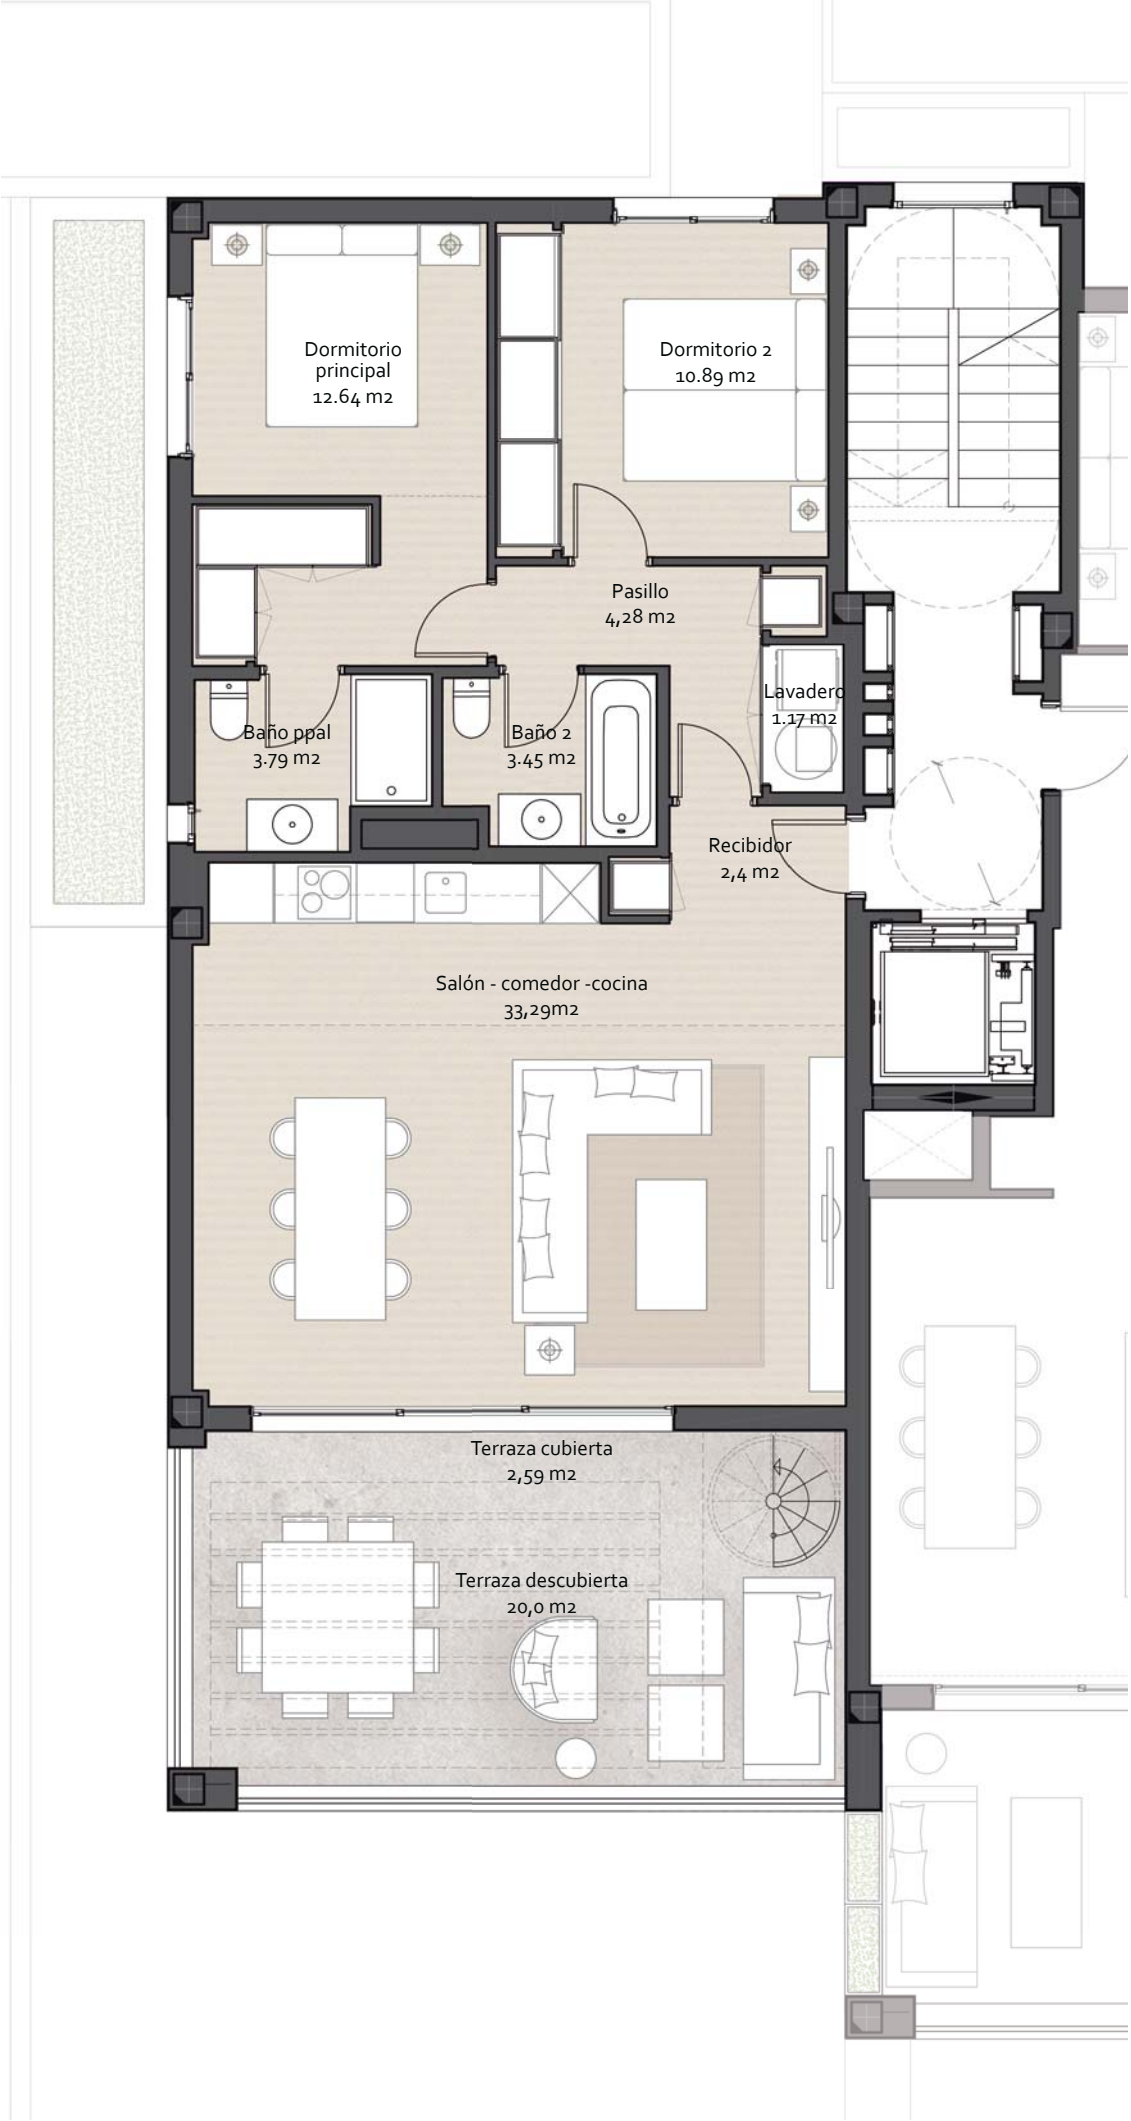 Dormitorio
principal
12.64 m2
Dormitorio 2
10.89 m2
Pasillo
4,28 m2
Lavadero
1.17 m2
Baño ppal
3.79 m2
Baño 2
3.45 m2
Recibidor
2,4 m2
Salón - comedor -cocina
33,29m2
Terraza cubierta
2,59 m2
Terraza descubierta
20,0 m2